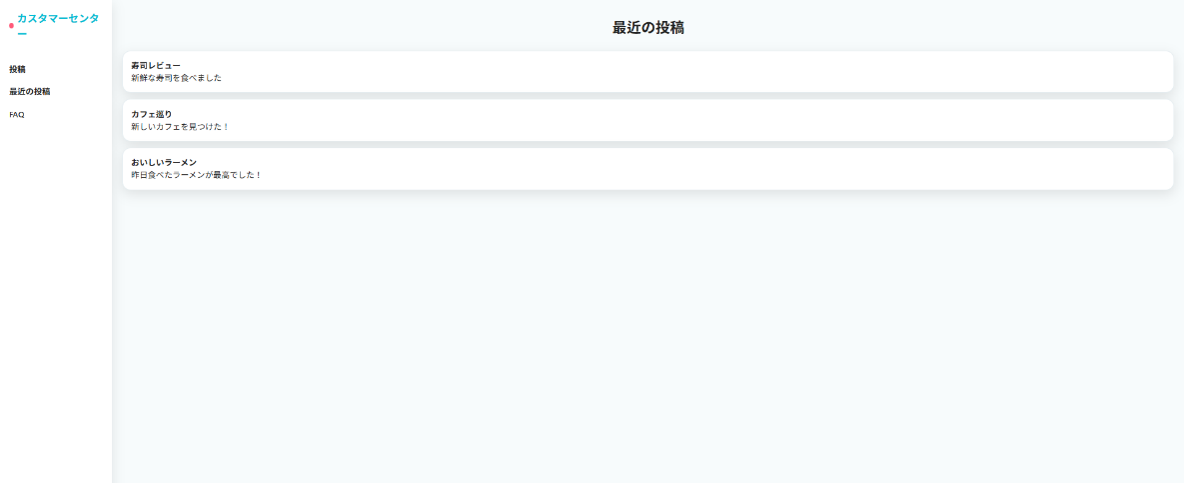 カスタマーセンタ
ー
投稿
最近の投稿
FAQ
最近の投稿
寿司レビュー
新鮮な寿司を食べました
カフェ巡り
新しいカフェを見つけた！
おいしいラーメン
昨日食べたラーメンが最高でした！